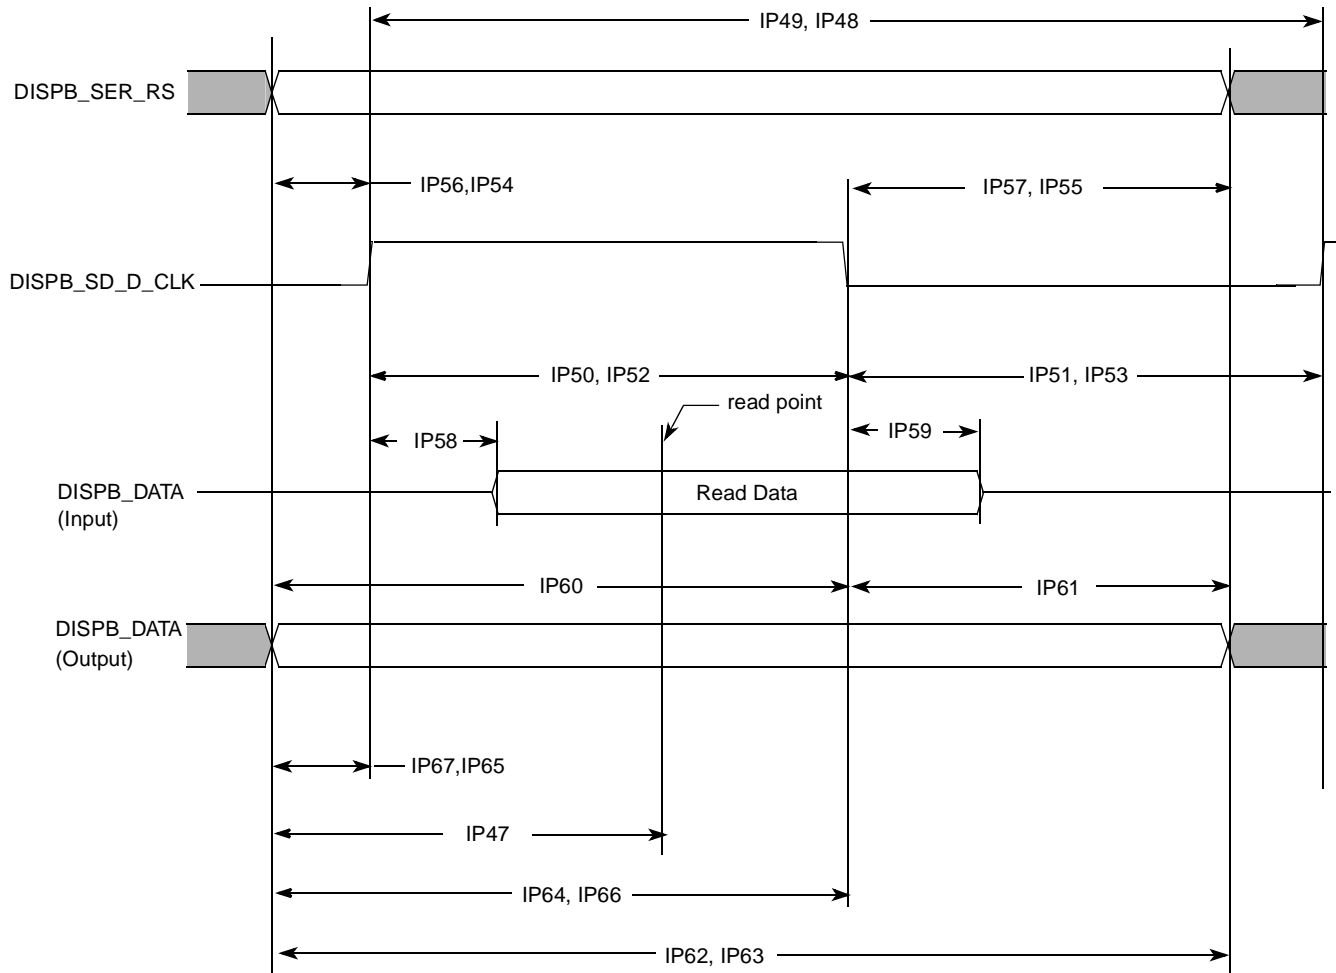 IP49, IP48
DISPB_SER_RS
IP56,IP54
IP57, IP55
DISPB_SD_D_CLK
IP50, IP52
IP51, IP53
read point
IP58
IP59
DISPB_DATA
(Input)
Read Data
IP60
IP61
DISPB_DATA
(Output)
IP67,IP65
IP47
IP64, IP66
IP62, IP63